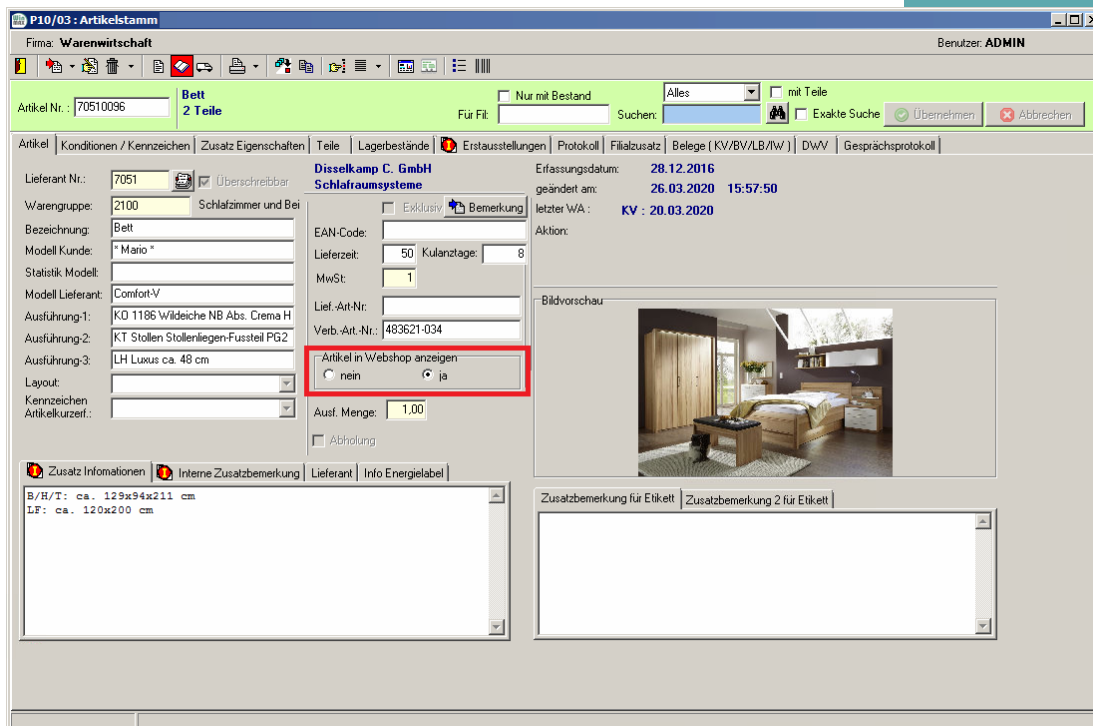 P10/03 : Artikelstamm
Firma: Warenwirtschaft
Benutzer: ADMIN
Artikel Nr. : 70510096
Bett
2 Teile
Nur mit Bestand
Für Fil:
Alles
Suchen:
mit Teile
Exakte Suche
Übernehmen
Abbrechen
Artikel
Konditionen / Kennzeichen
Zusatz Eigenschaften
Teile
Lagerbestände
Erstausstellungen
Protokoll
Filialzusatz
Belege ( KV/BV/LB/IW )
DWV
Gesprächsprotokoll
Lieferant Nr.: 7051
Überschreibbar
Warengruppe: 2100 Schlafzimmer und Bei
Bezeichnung: Bett
Modell Kunde: * Mario *
Statistik Modell:
Modell Lieferant: Comfort-V
Ausführung-1: KO 1186 Wildeiche NB Abs. Crema H
Ausführung-2: KT Stollen Stollenliegen-Fussteil PG2
Ausführung-3: LH Luxus ca. 48 cm
Layout:
Kennzeichen
Artikelkurzerf.:
Disselkamp C. GmbH
Schlafraumsysteme
Exklusiv
Bemerkung
EAN-Code:
Lieferzeit: 50 Kulanztage: 8
MwSt: 1
Lief.-Art-Nr:
Verb.-Art.-Nr.: 483621-034
Artikel in Webshop anzeigen
nein ja
Ausf. Menge: 1,00
Abholung
Erfassungsdatum: 28.12.2016
geändert am: 26.03.2020 15:57:50
letzter WA : KV : 20.03.2020
Aktion:
Bildvorschau
Zusatz Infomationen
Interne Zusatzbemerkung
Lieferant
Info Energielabel
B/H/T: ca. 129x94x211 cm
LF: ca. 120x200 cm
Zusatzbemerkung für Etikett
Zusatzbemerkung 2 für Etikett